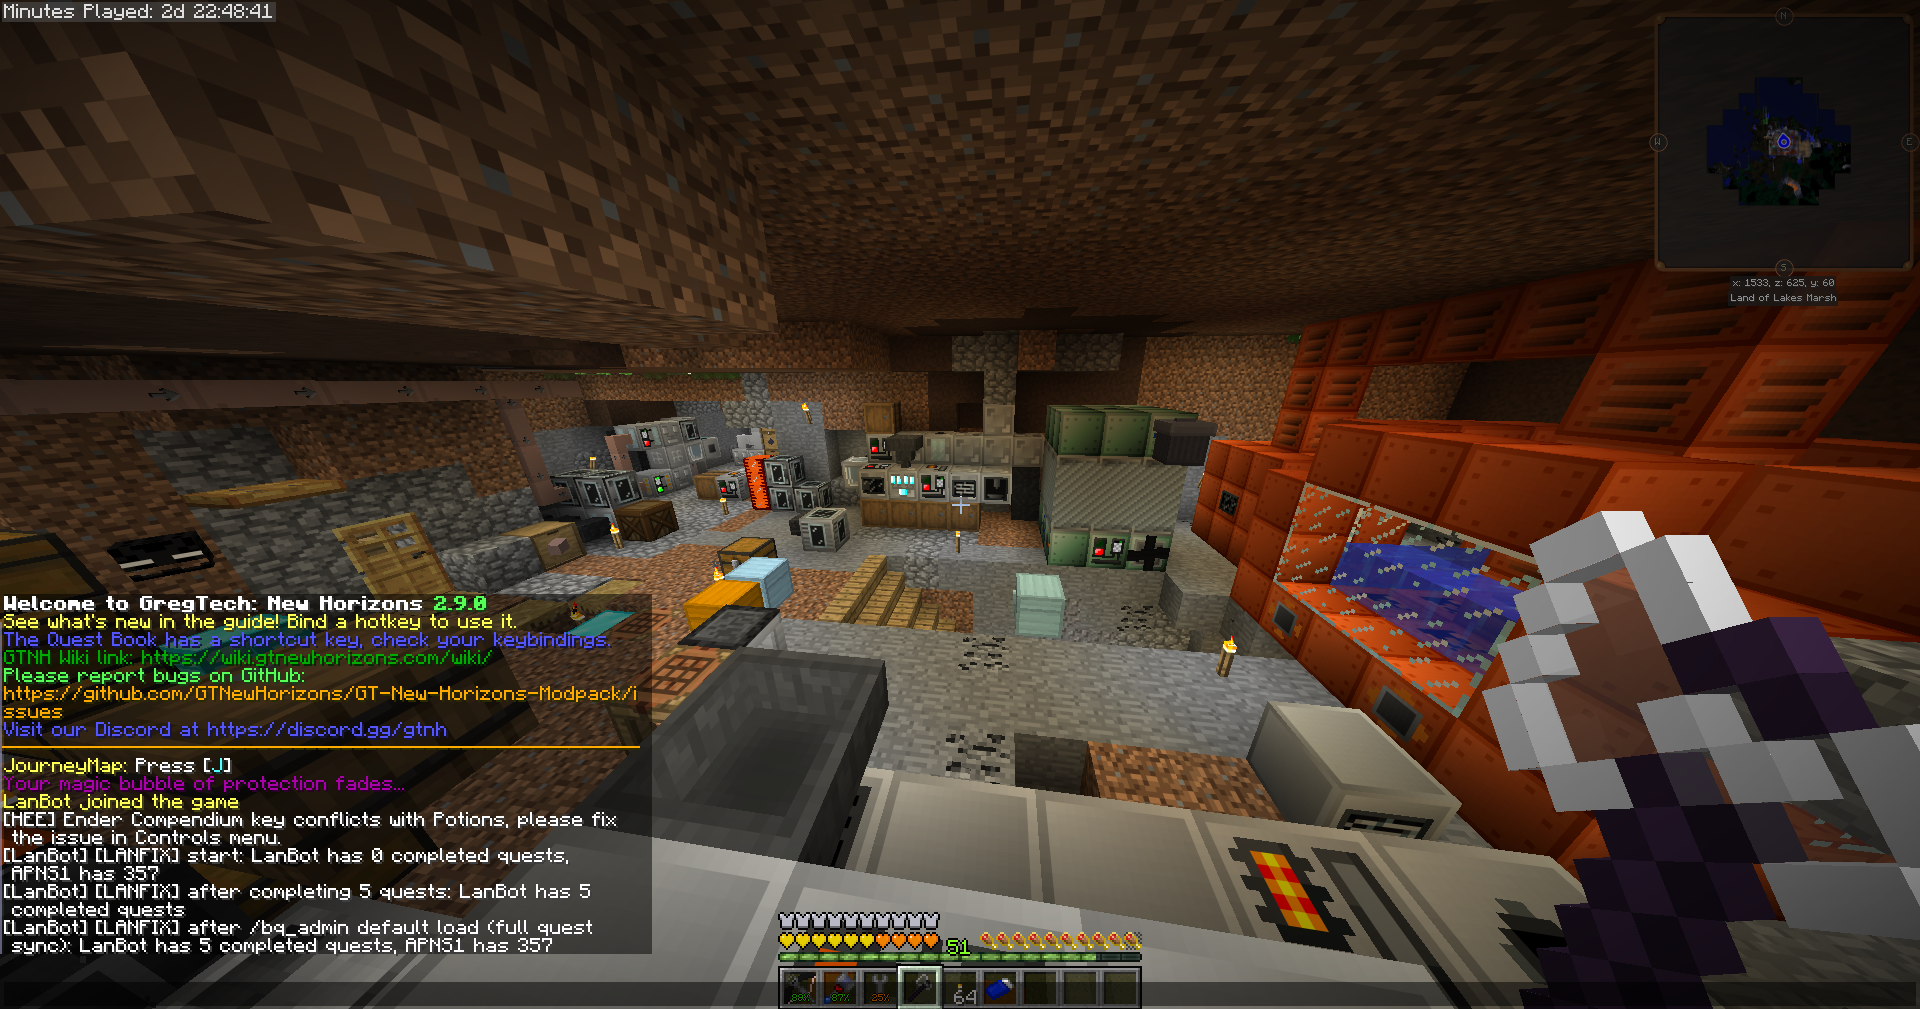 Minutes Played: 2d 22:48:41
N
W
E
S
x: 1533, z: 625, y: 60
Land of Lakes Marsh
Welcome to GregTech: New Horizons 2.9.0
See what's new in the guide! Bind a hotkey to use it.
The Quest Book has a shortcut key, check your keybindings.
GTNH Wiki link: https://wiki.gtnewhorizons.com/wiki/
Please report bugs on GitHub:
https://github.com/GTNewHorizons/GT-New-Horizons-Modpack/i
ssues
Visit our Discord at https://discord.gg/gtnh
JourneyMap: Press [J]
Your magic bubble of protection fades...
LanBot joined the game
[HEE] Ender Compendium key conflicts with Potions, please fix
the issue in Controls menu.
[LanBot] [LANFIX] start: LanBot has 0 completed quests,
APNS1 has 357
[LanBot] [LANFIX] after completing 5 quests: LanBot has 5
completed quests
[LanBot] [LANFIX] after /bq_admin default load (full quest
sync): LanBot has 5 completed quests, APNS1 has 357
51
87%
25%
64